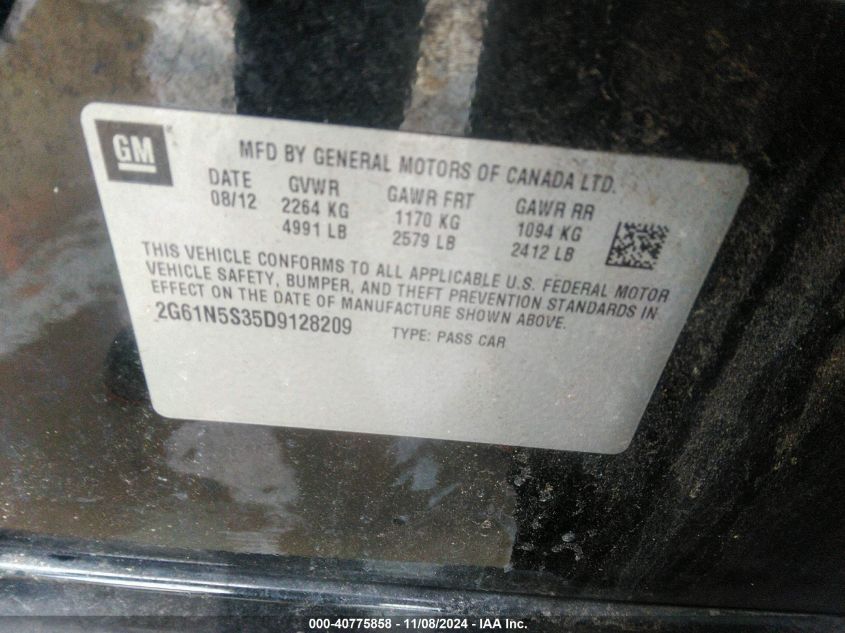 GM
MFD BY GENERAL MOTORS OF CANADA LTD.
DATE GVWR GAWR FRT GAWR RR
08/12 2264 KG 1170 KG 1094 KG
4991 LB 2579 LB 2412 LB
THIS VEHICLE CONFORMS TO ALL APPLICABLE U.S. FEDERAL MOTOR
VEHICLE SAFETY, BUMPER, AND THEFT PREVENTION STANDARDS IN
EFFECT ON THE DATE OF MANUFACTURE SHOWN ABOVE.
2G61N5S35D9128209 TYPE: PASS CAR
000-40775858 - 11/08/2024 - IAA Inc.